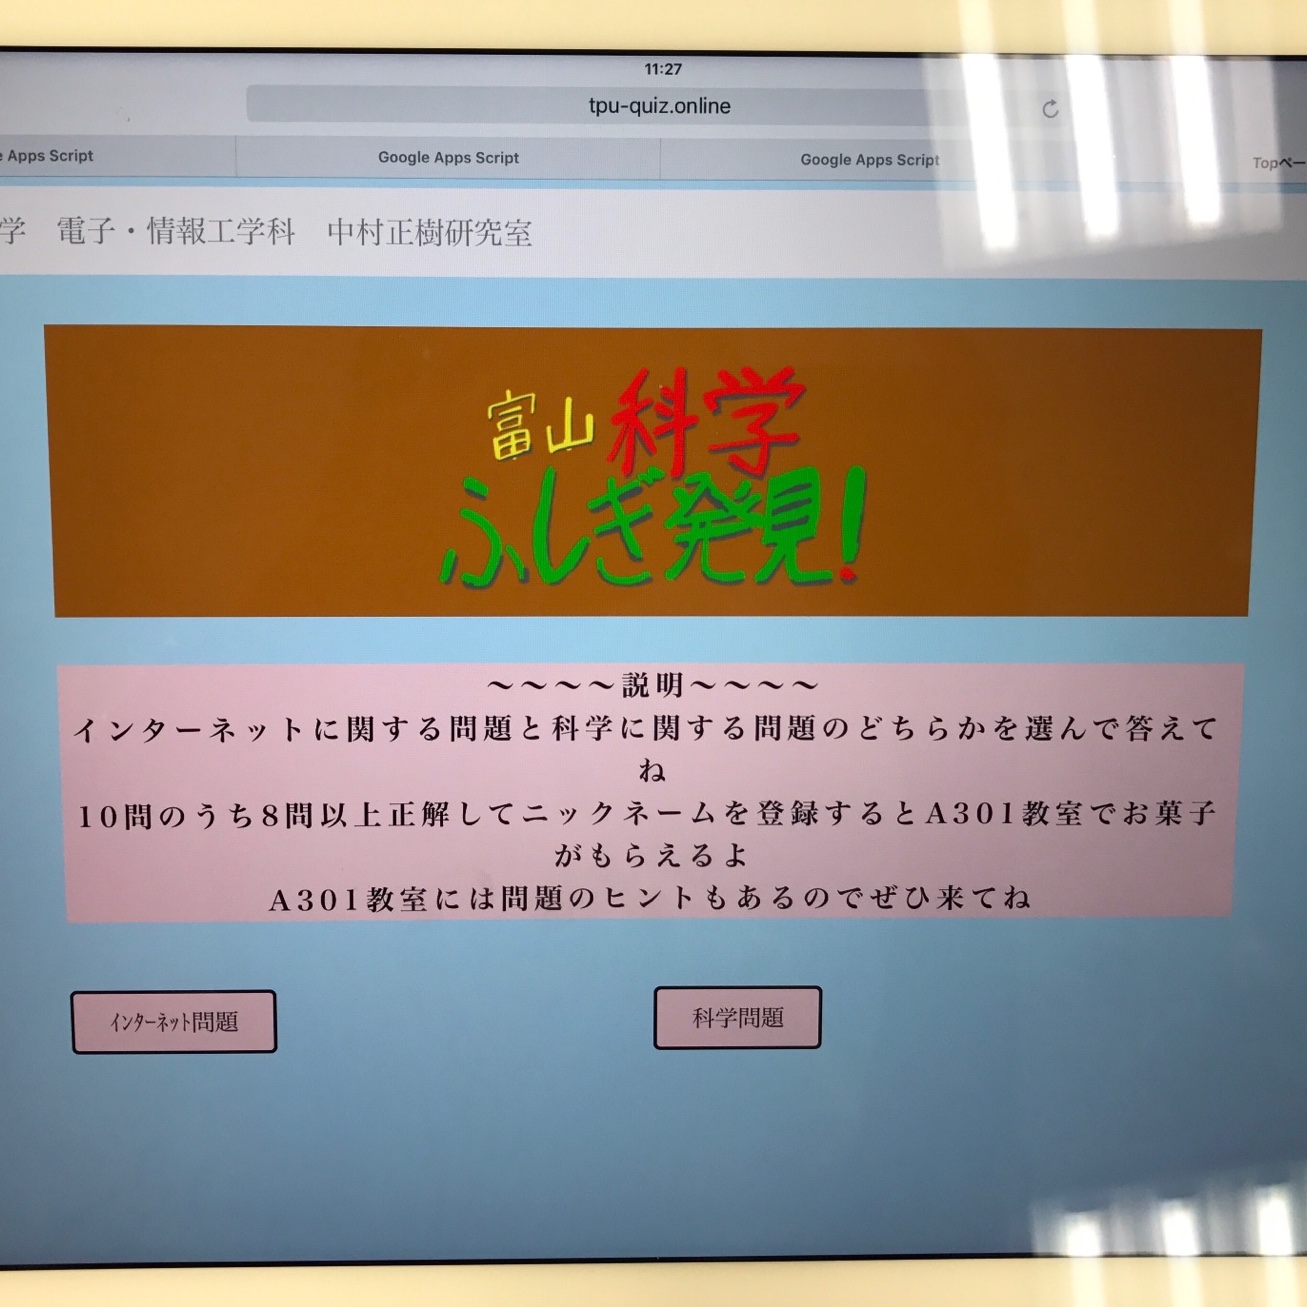 11:27
tpu-quiz.online
Apps Script
Google Apps Script
Google Apps Script
Topペー
学 電子・情報工学科 中村正樹研究室
富山科学
ふしぎ発見!
～～～～説明～～～～
インターネットに関する問題と科学に関する問題のどちらかを選んで答えて
ね
10問のうち8問以上正解してニックネームを登録するとA301教室でお菓子
がもらえるよ
A301教室には問題のヒントもあるのでぜひ来てね
インターネット問題
科学問題